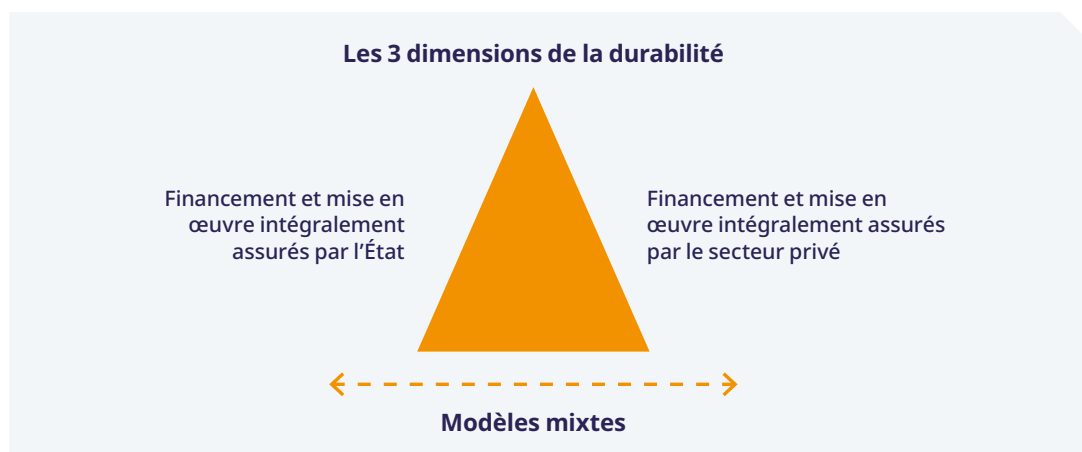 Les 3 dimensions de la durabilité
Financement et mise en
œuvre intégralement
assurés par l'État
Financement et mise en
œuvre intégralement assurés
par le secteur privé
Modèles mixtes